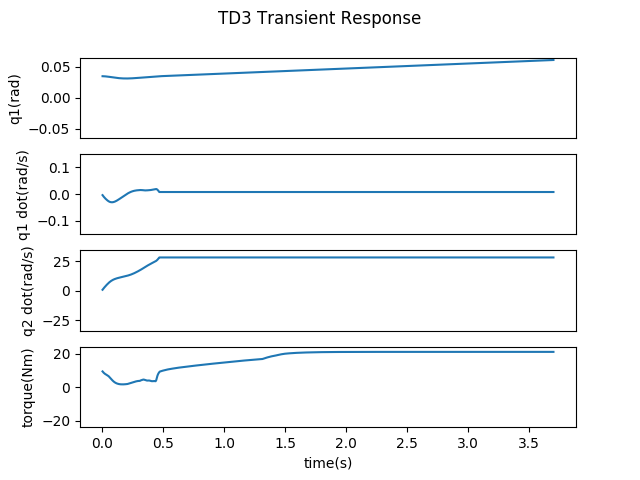 TD3 Transient Response
0.05
0.00
−0.05
q1(rad)
0.1
0.0
−0.1
q1 dot(rad/s)
25
0
−25
q2 dot(rad/s)
20
0
−20
torque(Nm)
0.0 0.5 1.0 1.5 2.0 2.5 3.0 3.5
time(s)